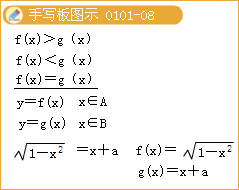 手写板图示 0101-08
f(x)>g(x)
f(x)<g(x)
f(x)=g(x)
y=f(x) x∈A
y=g(x) x∈B
√1-x² =x+a f(x)=√1-x²
g(x)=x+a